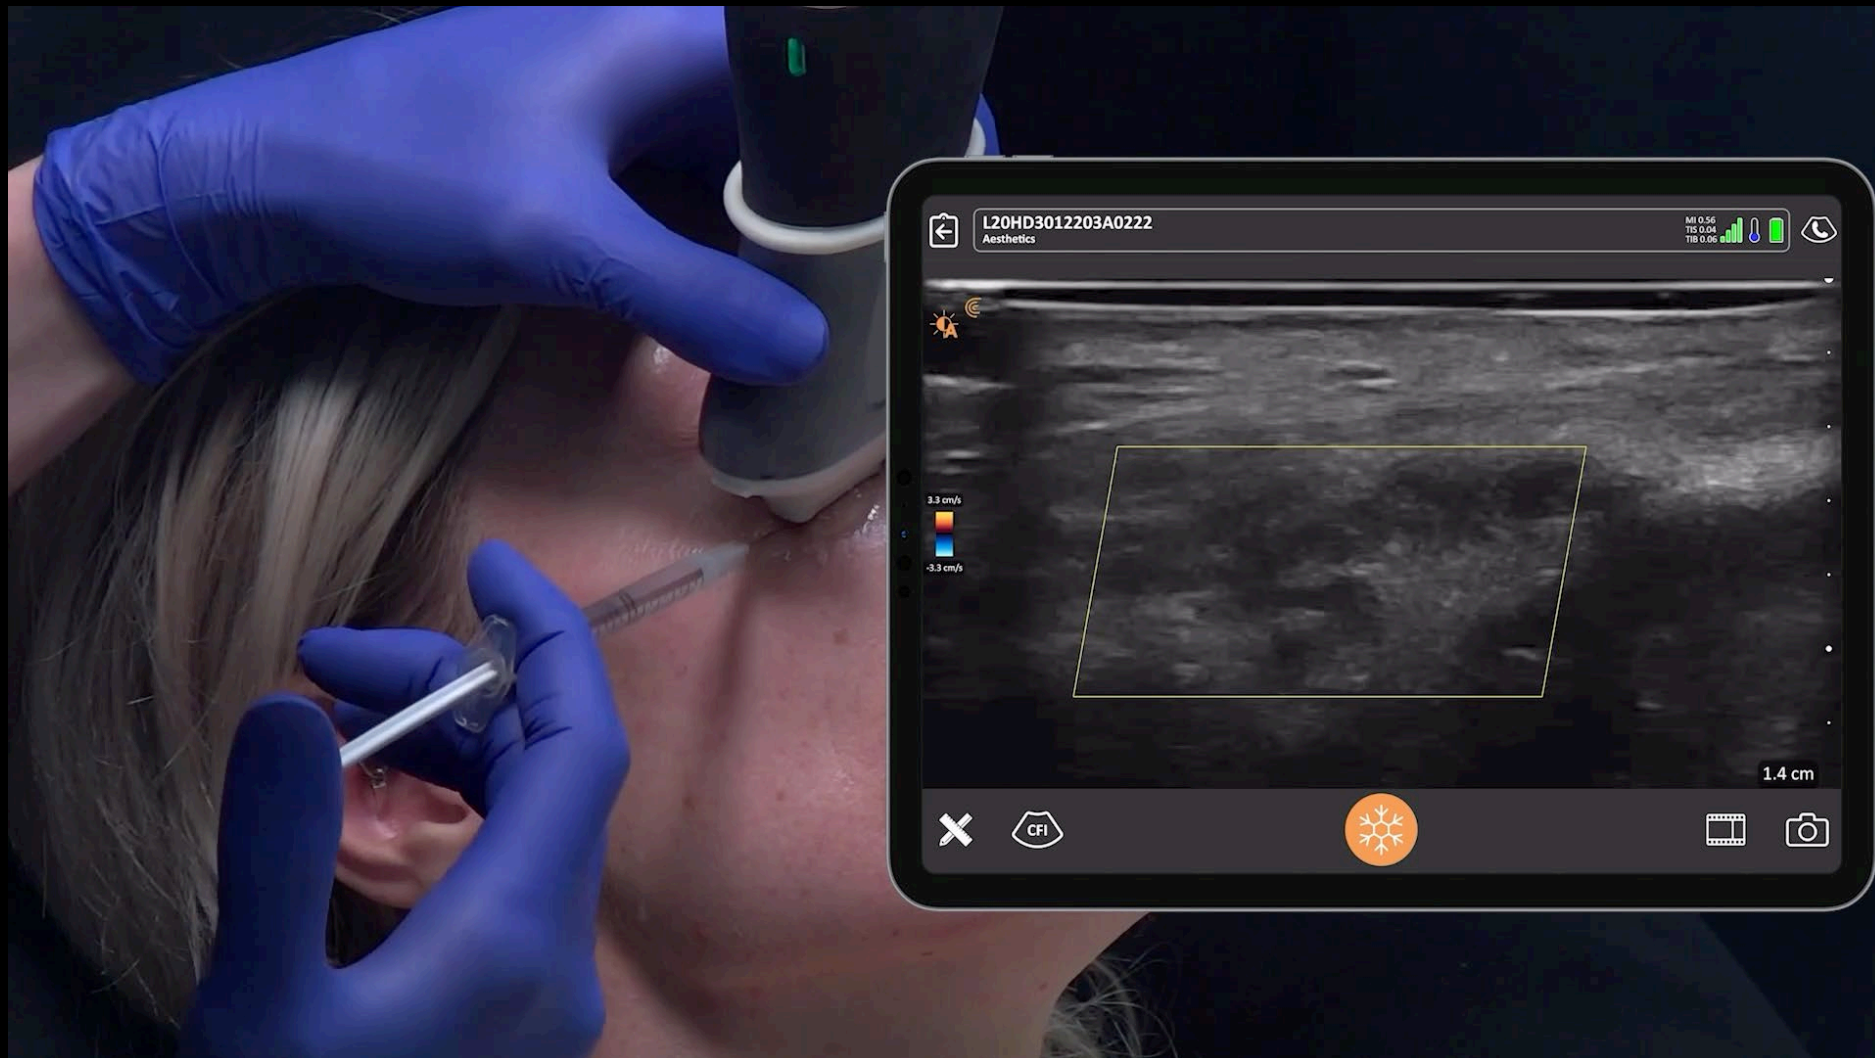 L20HD3012203A0222
Aesthetics
MI 0.56
TIS 0.04
TIB 0.06
A
3.3 cm/s
-3.3 cm/s
1.4 cm
CFI